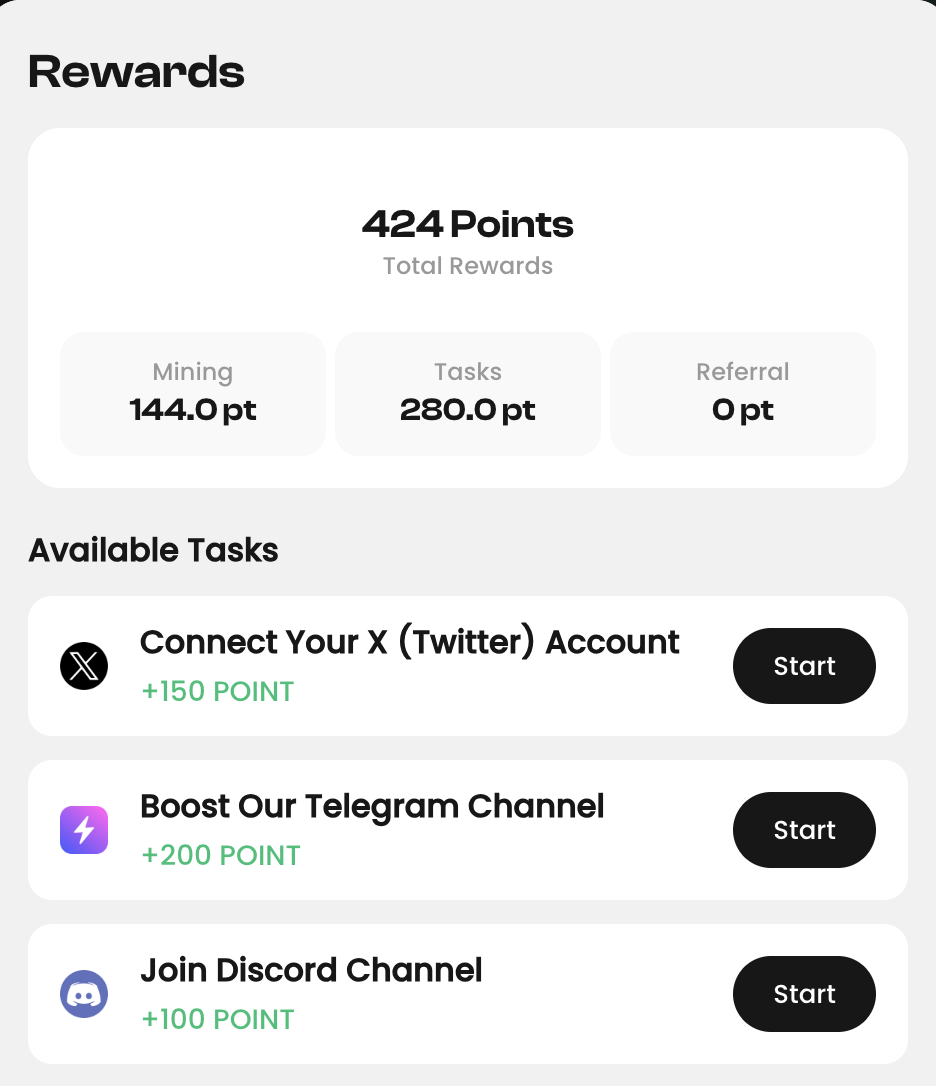 Rewards
424 Points
Total Rewards
Mining
144.0 pt
Tasks
280.0 pt
Referral
0 pt
Available Tasks
Connect Your X (Twitter) Account
+150 POINT
Start
Boost Our Telegram Channel
+200 POINT
Start
Join Discord Channel
+100 POINT
Start